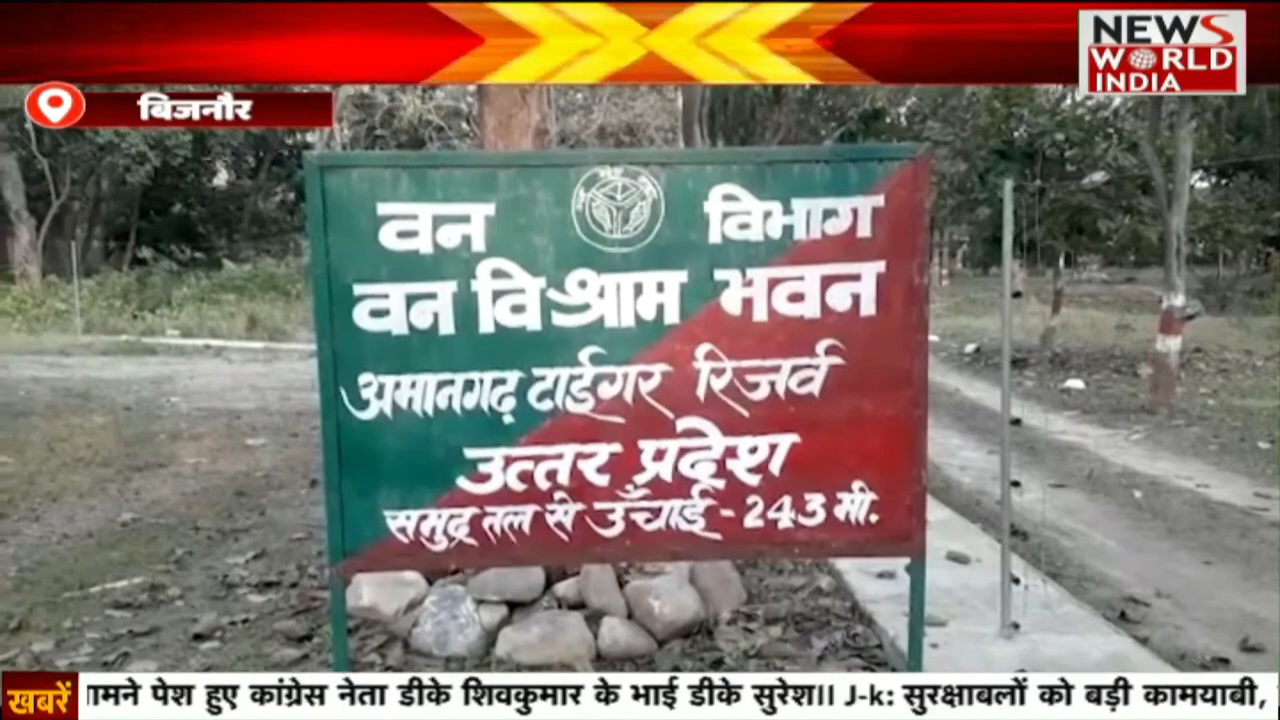 NEWS
WORLD
INDIA
बिजनौर
वन विभाग
वन विश्राम भवन
अमानगढ़ टाईगर रिजर्व
उत्तर प्रदेश
समुद्र तल से उँचाई - 243 मी.
खबरें
ामने पेश हुए कांग्रेस नेता डीके शिवकुमार के भाई डीके सुरेश।। J-k: सुरक्षाबलों को बड़ी कामयाबी,